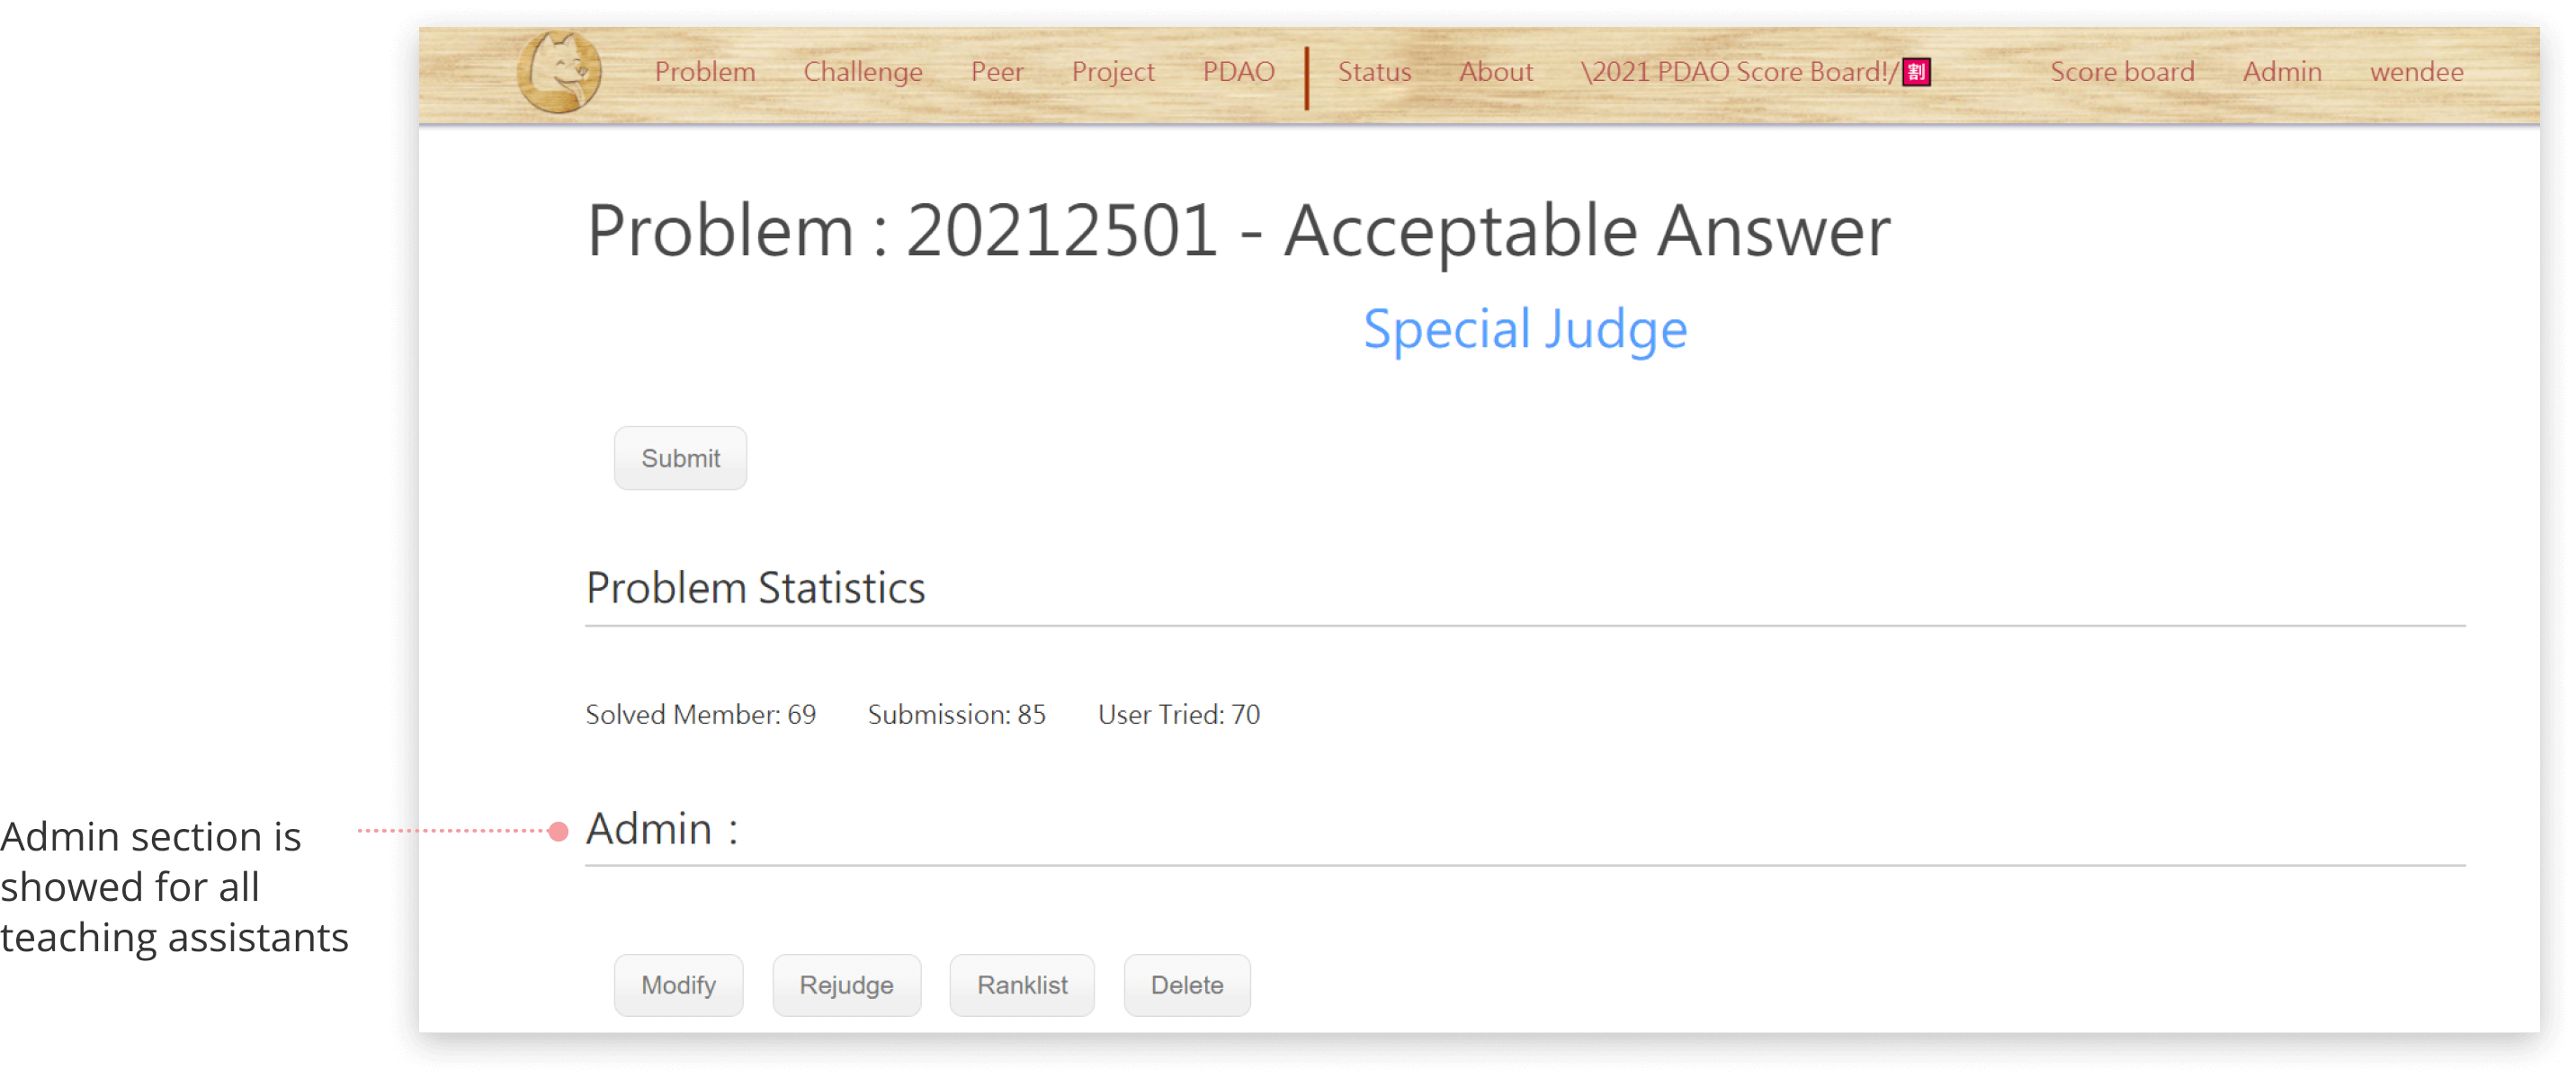 Problem Challenge Peer Project PDAO Status About \2021 PDAO Score Board!/🈹 Score board Admin wendee
Problem : 20212501 - Acceptable Answer
Special Judge
Submit
Problem Statistics
Solved Member: 69 Submission: 85 User Tried: 70
Admin :
Admin section is
showed for all
teaching assistants
Modify Rejudge Ranklist Delete